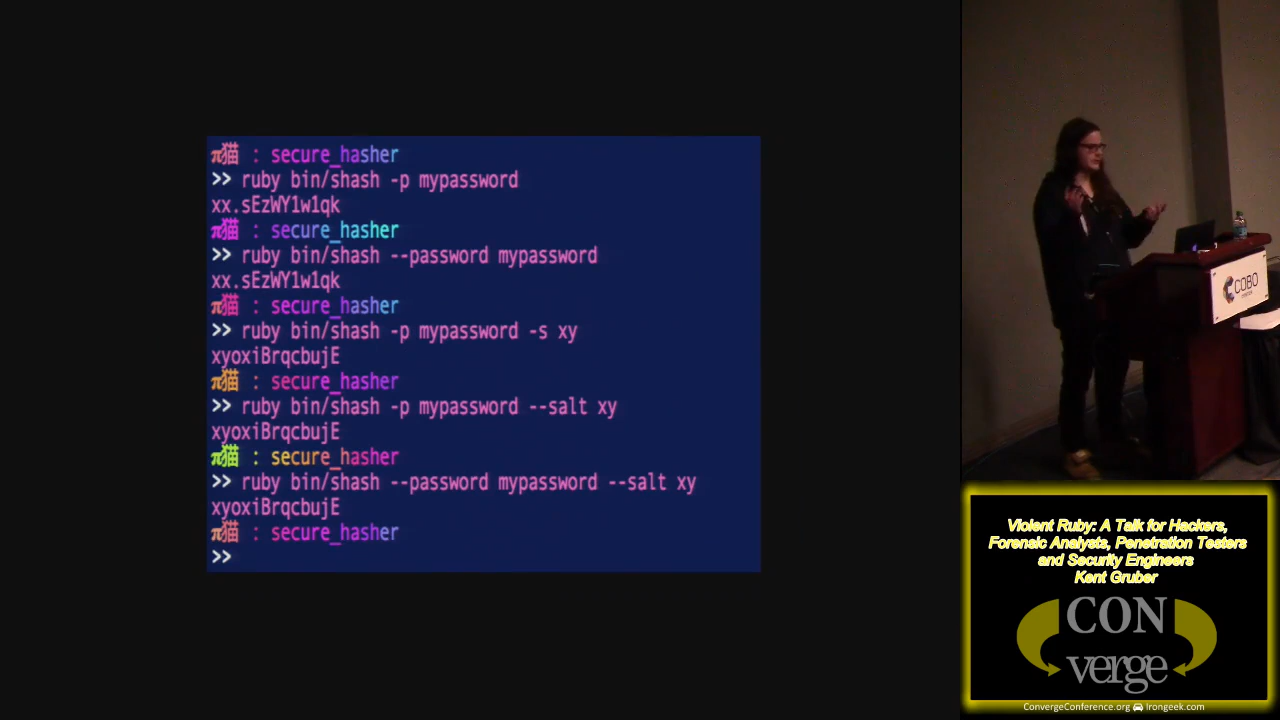 π猫 : secure_hasher
>> ruby bin/shash -p mypassword
xx.sEzWY1w1qk
π猫 : secure_hasher
>> ruby bin/shash --password mypassword
xx.sEzWY1w1qk
π猫 : secure_hasher
>> ruby bin/shash -p mypassword -s xy
xyoxiBrqcbujE
π猫 : secure_hasher
>> ruby bin/shash -p mypassword --salt xy
xyoxiBrqcbujE
π猫 : secure_hasher
>> ruby bin/shash --password mypassword --salt xy
xyoxiBrqcbujE
π猫 : secure_hasher
>>
COBO
Violent Ruby: A Talk for Hackers,
Forensic Analysts, Penetration Testers
and Security Engineers
Kent Gruber
CON
verge
ConvergeConference.org Irongeek.com